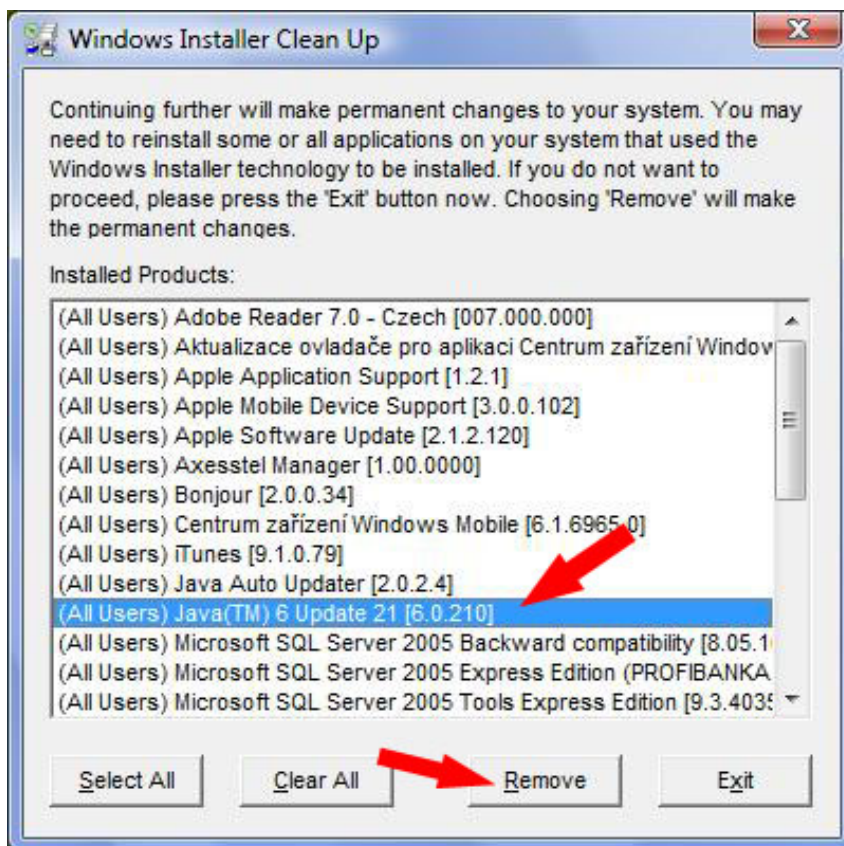 Windows Installer Clean Up
Continuing further will make permanent changes to your system. You may
need to reinstall some or all applications on your system that used the
Windows Installer technology to be installed. If you do not want to
proceed, please press the 'Exit' button now. Choosing 'Remove' will make
the permanent changes.
Installed Products:
(All Users) Adobe Reader 7.0 - Czech [007.000.000]
(All Users) Aktualizace ovladače pro aplikaci Centrum zařízení Window
(All Users) Apple Application Support [1.2.1]
(All Users) Apple Mobile Device Support [3.0.0.102]
(All Users) Apple Software Update [2.1.2.120]
(All Users) Axesstel Manager [1.00.0000]
(All Users) Bonjour [2.0.0.34]
(All Users) Centrum zařízení Windows Mobile [6.1.6965.0]
(All Users) iTunes [9.1.0.79]
(All Users) Java Auto Updater [2.0.2.4]
(All Users) Java(TM) 6 Update 21 [6.0.210]
(All Users) Microsoft SQL Server 2005 Backward compatibility [8.05.1
(All Users) Microsoft SQL Server 2005 Express Edition (PROFIBANKA
(All Users) Microsoft SQL Server 2005 Tools Express Edition [9.3.4035
Select All Clear All Remove Exit